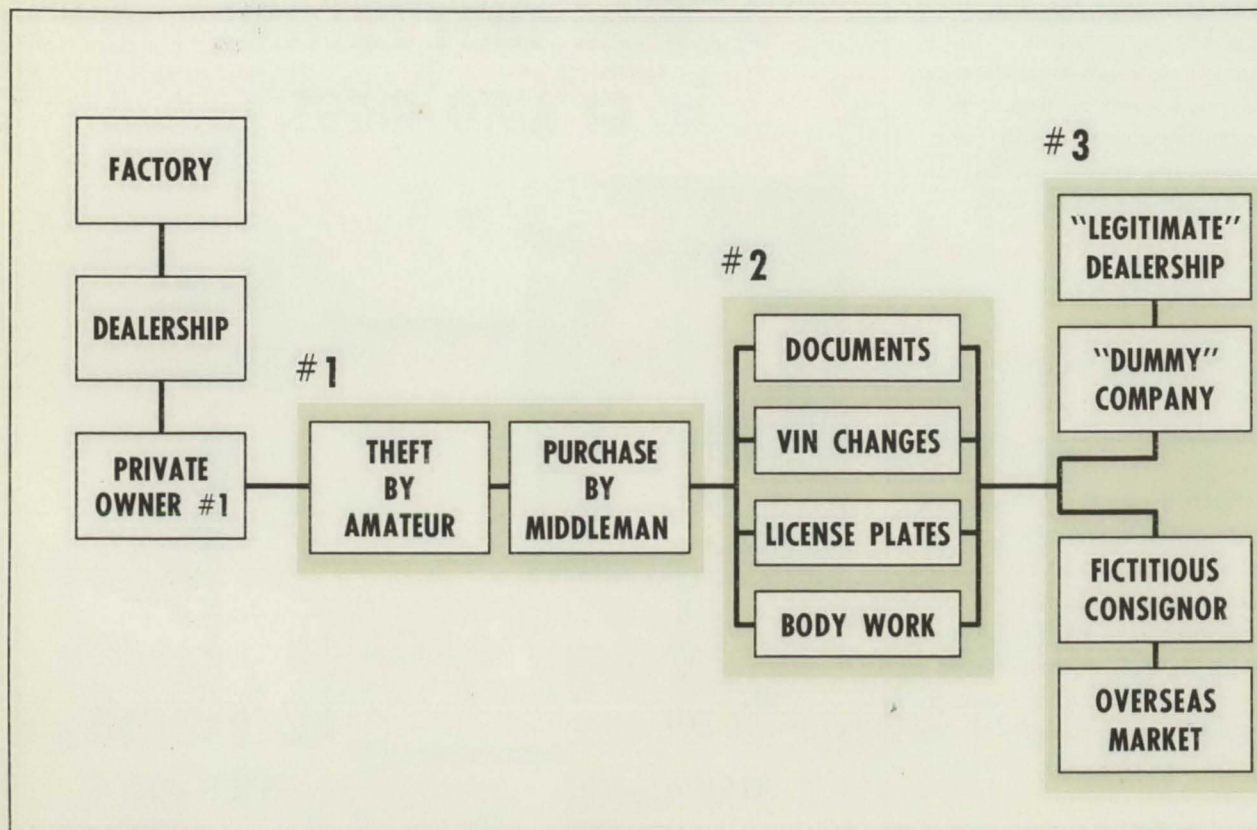 FACTORY
DEALERSHIP
PRIVATE
OWNER #1
#1
THEFT
BY
AMATEUR
PURCHASE
BY
MIDDLEMAN
#2
DOCUMENTS
VIN CHANGES
LICENSE PLATES
BODY WORK
#3
"LEGITIMATE"
DEALERSHIP
"DUMMY"
COMPANY
FICTITIOUS
CONSIGNOR
OVERSEAS
MARKET